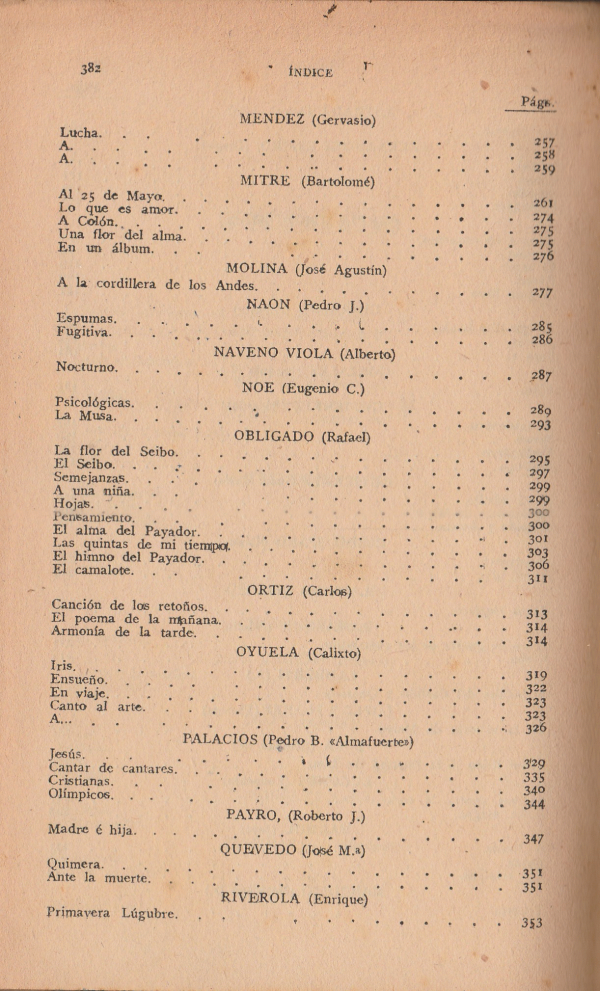 382
ÍNDICE
Págs.
MENDEZ (Gervasio)
Lucha. 257
A. 258
A. 259
MITRE (Bartolomé)
Al 25 de Mayo. 261
Lo que es amor. 274
A Colón. 275
Una flor del alma. 275
En un álbum. 276
MOLINA (José Agustín)
A la cordillera de los Andes. 277
NAON (Pedro J.)
Espumas. 285
Fugitiva. 286
NAVENO VIOLA (Alberto)
Nocturno. 287
NOE (Eugenio C.)
Psicológicas. 289
La Musa. 293
OBLIGADO (Rafael)
La flor del Seibo. 295
El Seibo. 297
Semejanzas. 299
A una niña. 299
Hojas. 300
Pensamiento. 300
El alma del Payador. 301
Las quintas de mi tiempo. 303
El himno del Payador. 306
El camalote. 311
ORTIZ (Carlos)
Canción de los retoños. 313
El poema de la mañana. 314
Armonía de la tarde. 314
OYUELA (Calixto)
Iris. 319
Ensueño. 322
En viaje. 323
Canto al arte. 323
A... 326
PALACIOS (Pedro B. «Almafuerte»)
Jesús. 329
Cantar de cantares. 335
Cristianas. 340
Olímpicos. 344
PAYRO, (Roberto J.)
Madre é hija. 347
QUEVEDO (José M.ª)
Quimera. 351
Ante la muerte. 351
RIVEROLA (Enrique)
Primavera Lúgubre. 353